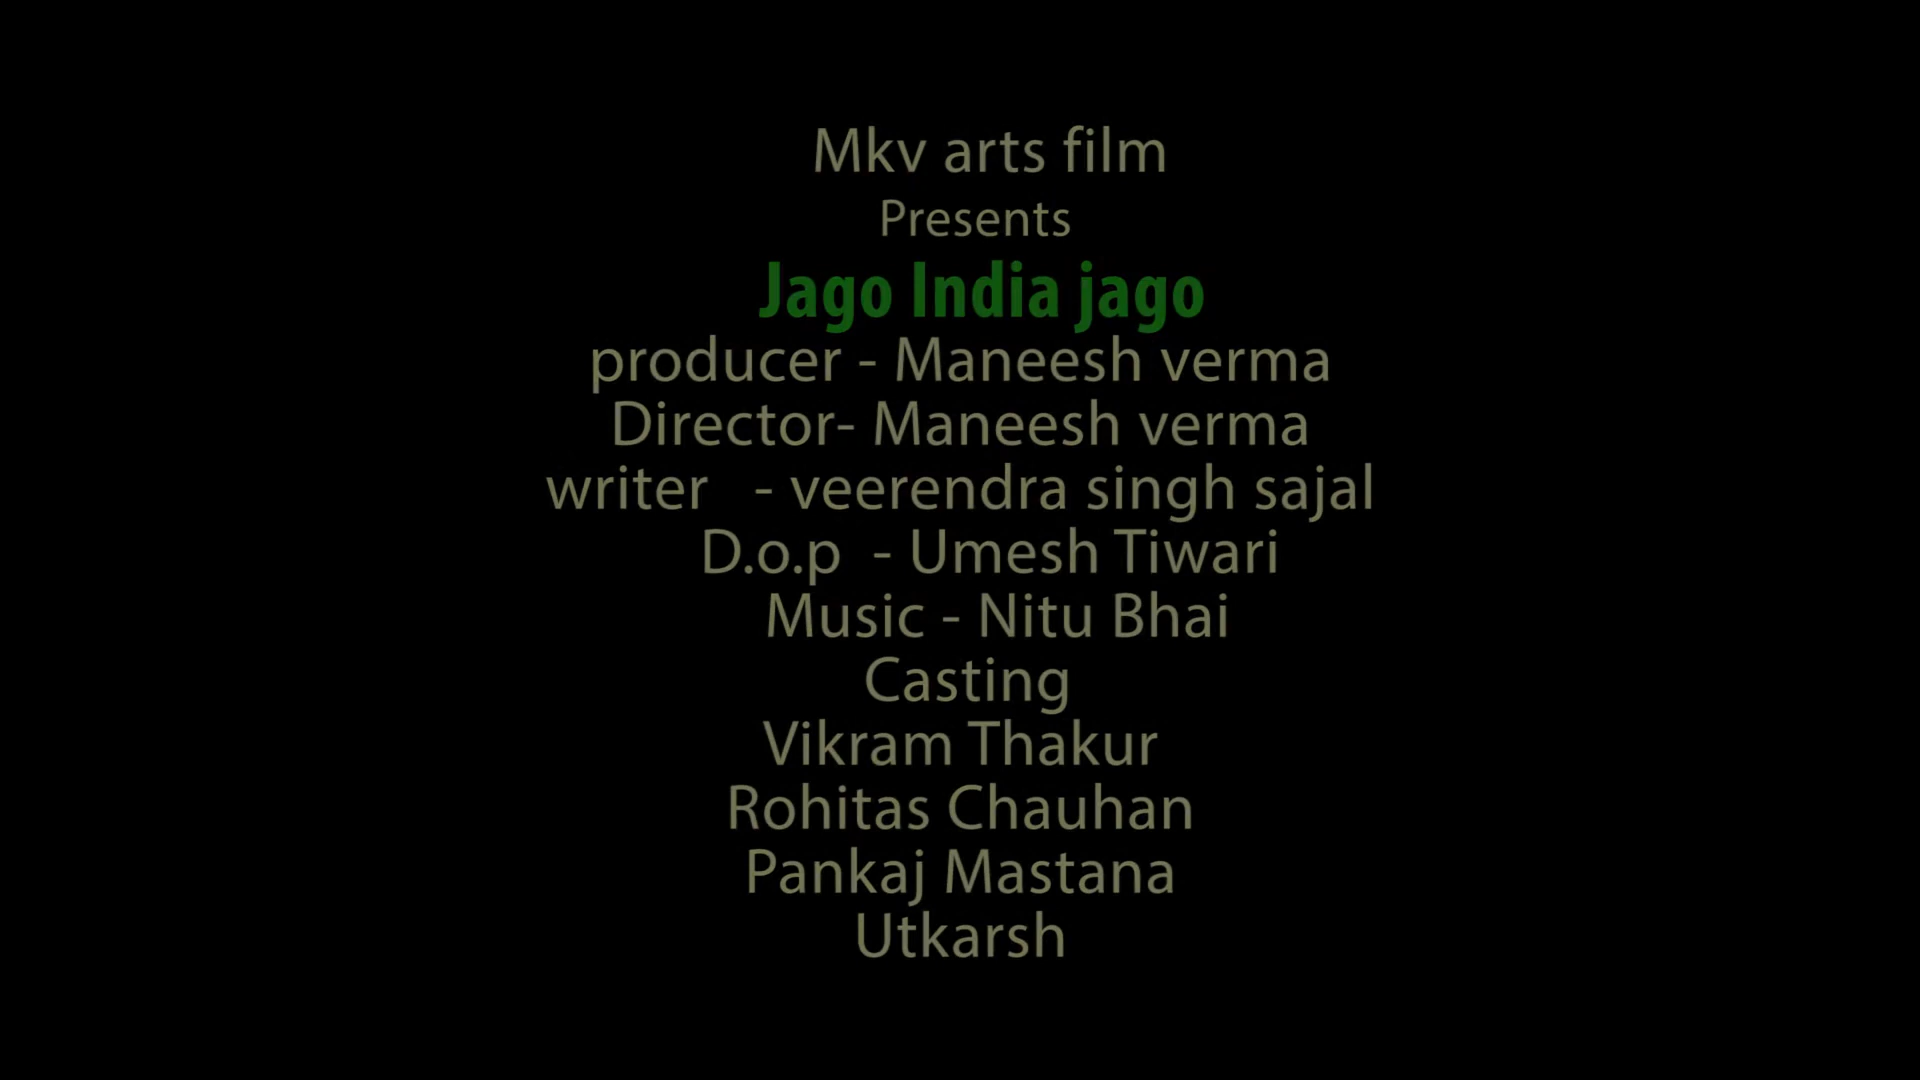 Mkv arts film
Presents
Jago India jago
producer - Maneesh verma
Director- Maneesh verma
writer - veerendra singh sajal
D.o.p - Umesh Tiwari
Music - Nitu Bhai
Casting
Vikram Thakur
Rohitas Chauhan
Pankaj Mastana
Utkarsh